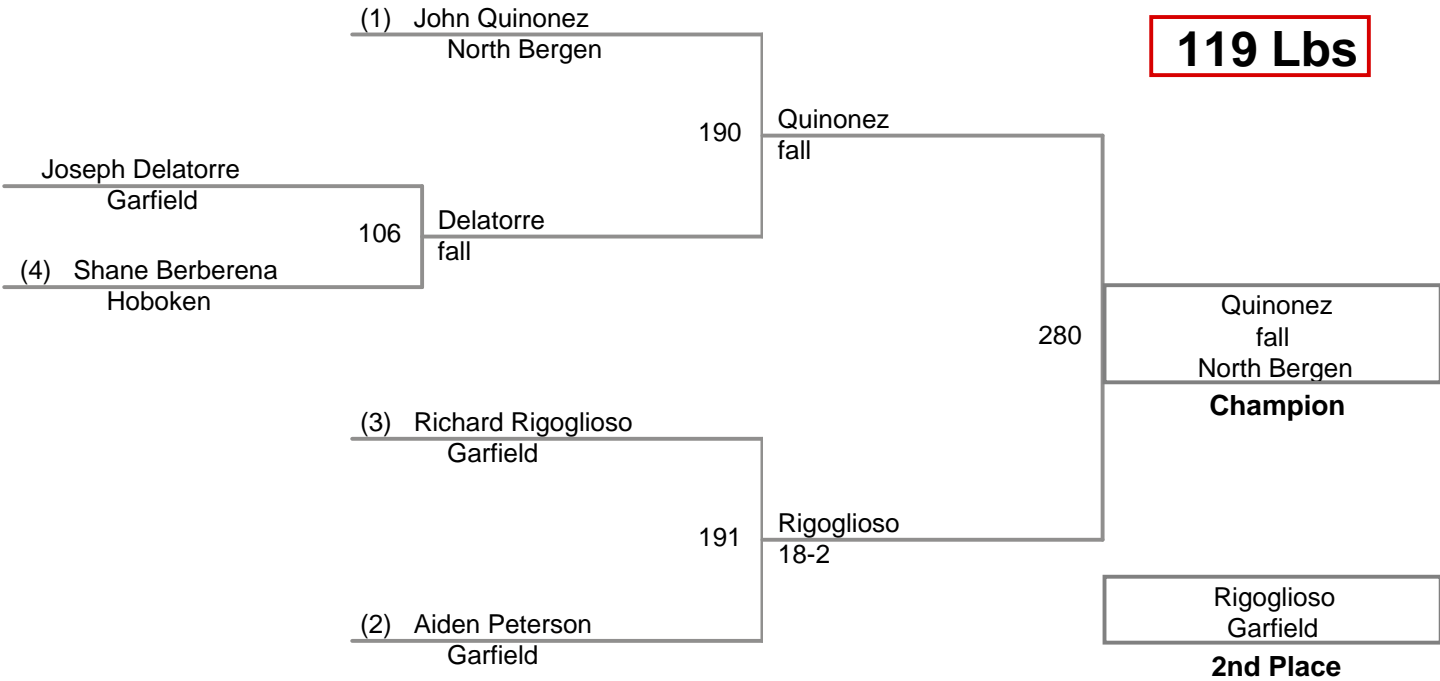 (1) John Quinonez
North Bergen
119 Lbs
190
Quinonez
fall
Joseph Delatorre
Garfield
106
Delatorre
fall
(4) Shane Berberena
Hoboken
280
Quinonez
fall
North Bergen
Champion
(3) Richard Rigoglioso
Garfield
191
Rigoglioso
18-2
(2) Aiden Peterson
Garfield
Rigoglioso
Garfield
2nd Place